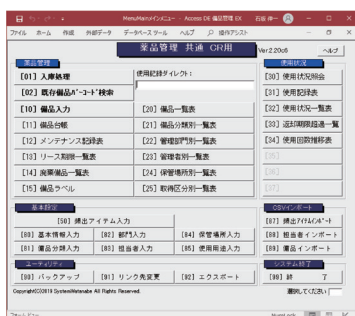 MenuMain(メインメニュー - Access DE 備品管理 EX 石田 伸一
ファイル ホーム 作成 外部データ データベース ツール ヘルプ 操作アシスト
薬品管理 共通 CR用 Ver2.20c6 ヘルプ
薬品管理 使用状況
[01] 入庫処理 使用記録ダイレクト: [30] 使用状況照会
[02] 既存備品バーコード検索 [31] 使用記録表
[10] 備品入力 [20] 備品一覧表 [32] 使用状況一覧表
[11] 備品台帳 [21] 備品分類別一覧表 [33] 返却期限超過一覧
[12] メンテナンス記録表 [22] 管理部門別一覧表 [34] 使用回数推移表
[13] リース期限一覧表 [23] 管理者別一覧表 [35]
[14] 廃棄備品一覧表 [24] 保管場所別一覧表
[15] 備品ラベル [25] 取得区分別一覧表 [37]
基本設定 CSVインポート
[50] 頻出アイテム入力 [87] 頻出アイテムインポート
[80] 基本情報入力 [82] 部門入力 [84] 保管場所入力 [88] 担当者インポート
[81] 備品分類入力 [83] 担当者入力 [85] 使用用途入力 [89] 備品インポート
ユーティリティ システム終了
[90] バックアップ [91] リンク先変更 [92] エクスポート [99] 終 了
Copyright(C)2019 SystemWatanabe All Rights Reserved. 選択してください
フォーム ビュー NumLock